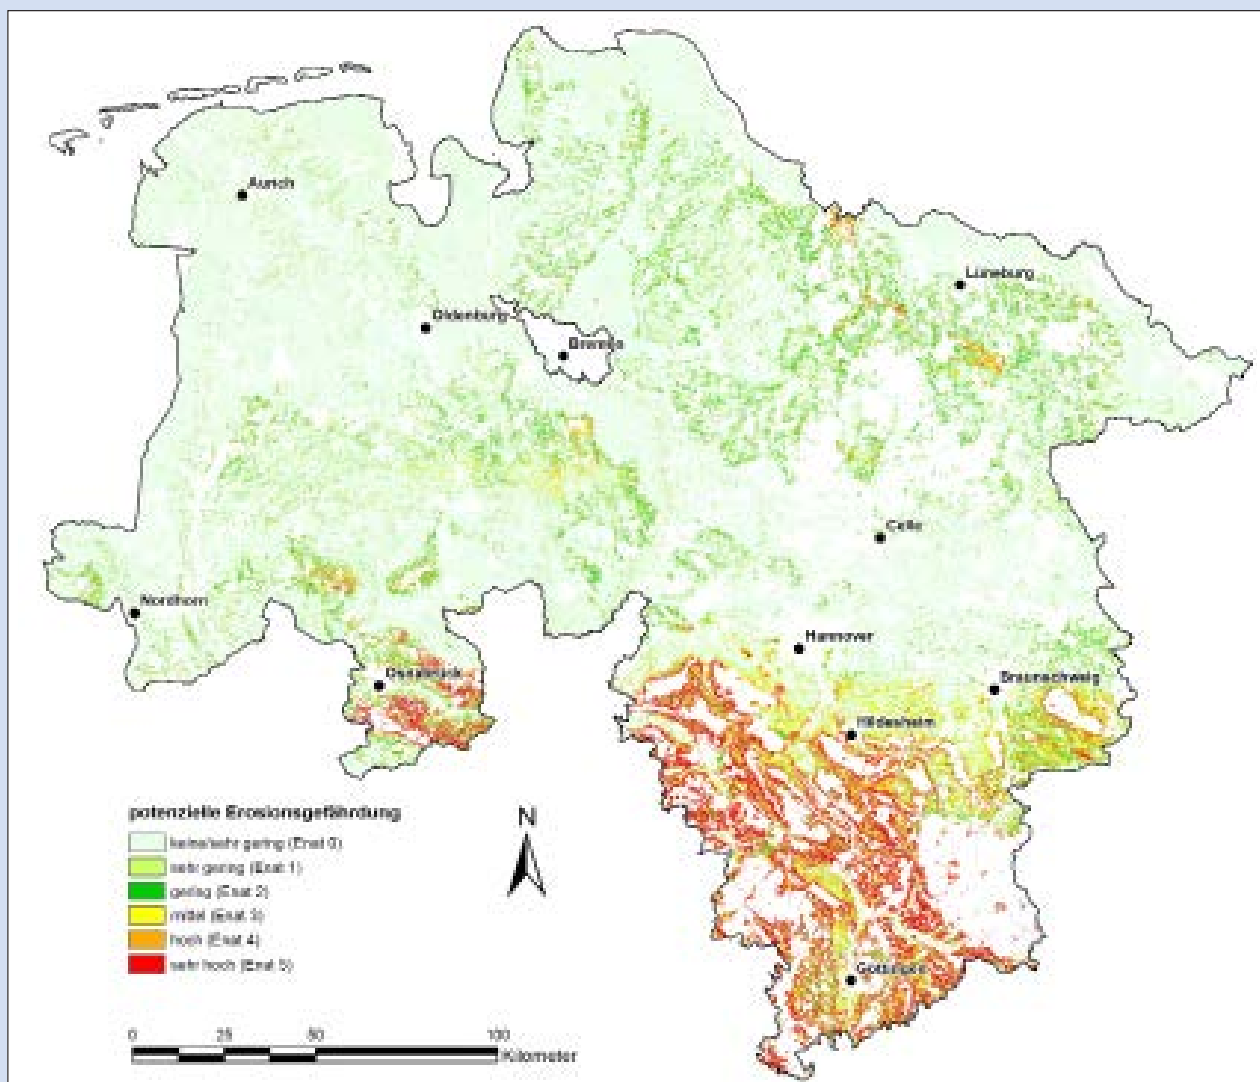 Aurich
Lüneburg
Oldenburg
Bremen
Celle
Nordhorn
Hannover
Osnabrück
Braunschweig
Hildesheim
potenzielle Erosionsgefährdung
N
keine/sehr gering (Enat 0)
sehr gering (Enat 1)
gering (Enat 2)
mittel (Enat 3)
hoch (Enat 4)
sehr hoch (Enat 5)
Göttingen
0 25 50 100
Kilometer